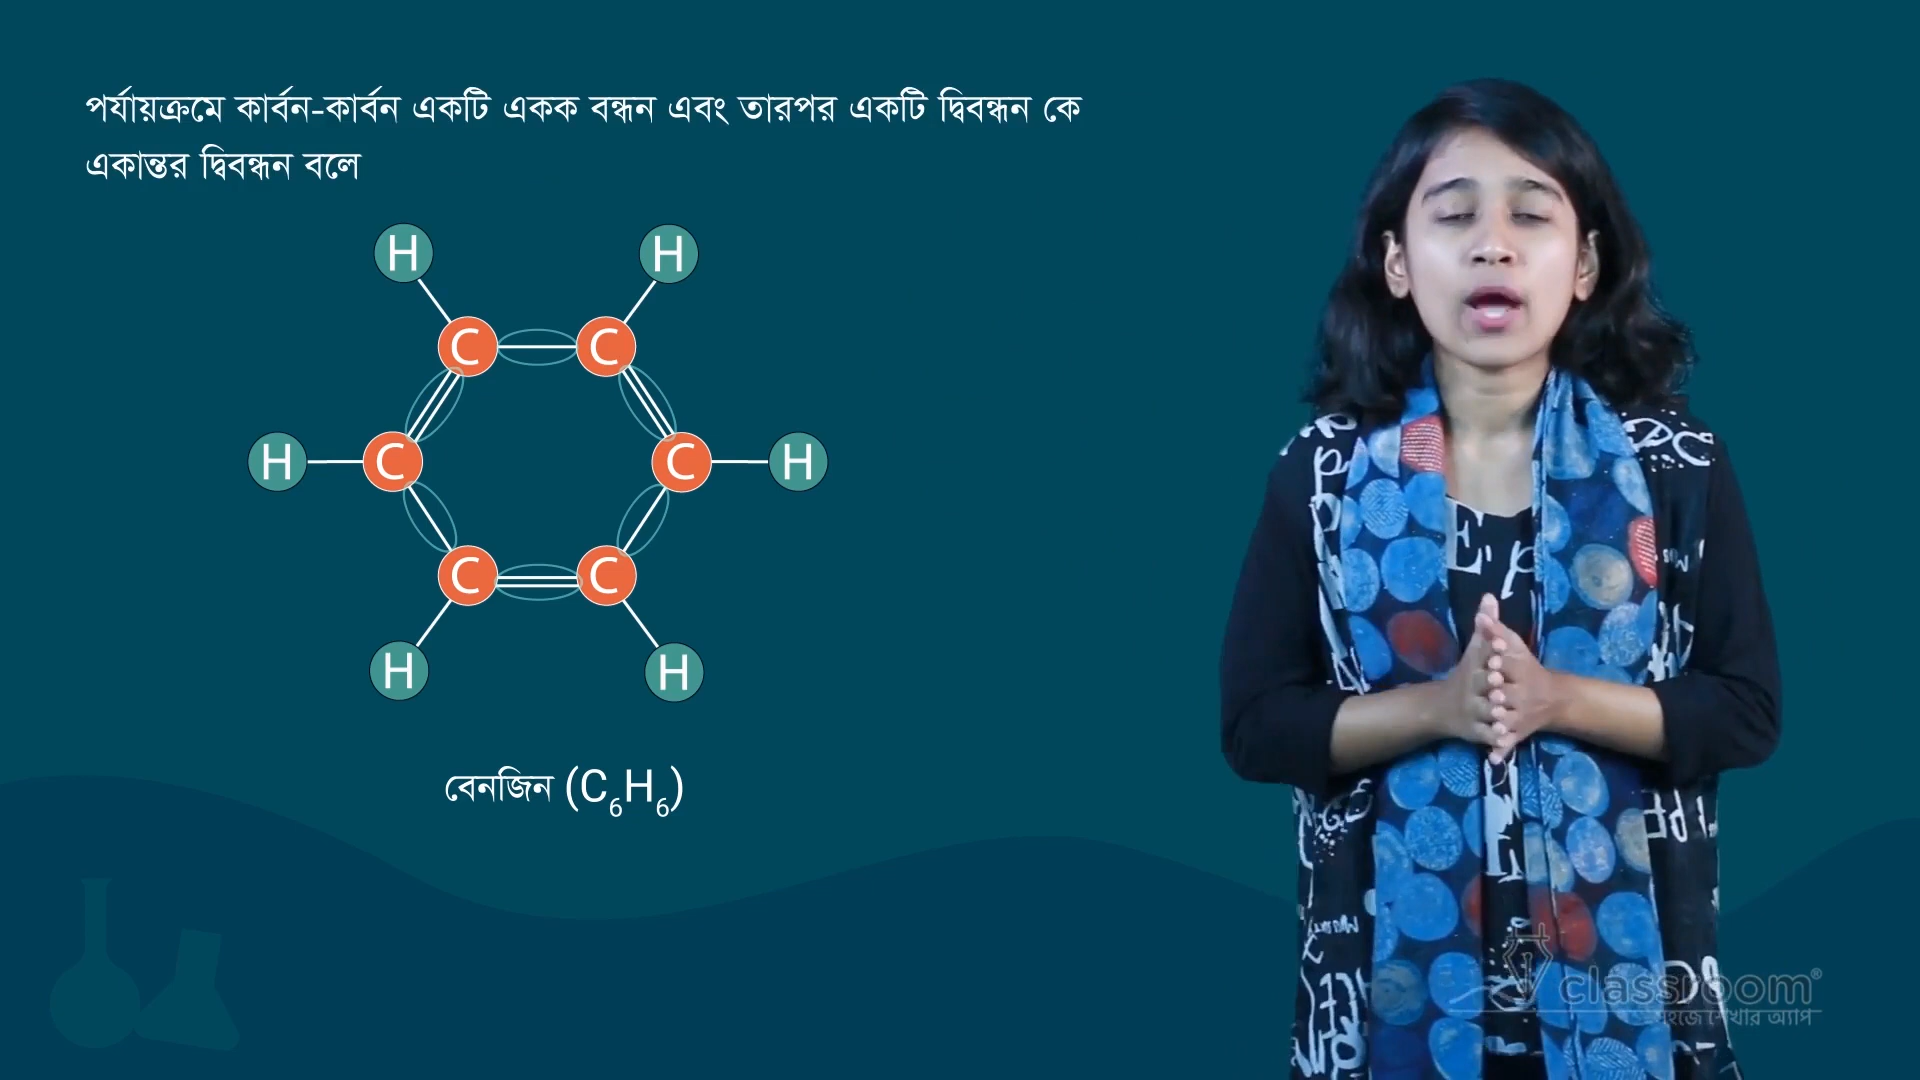 পর্যায়ক্রমে কার্বন-কার্বন একটি একক বন্ধন এবং তারপর একটি দ্বিবন্ধন কে
একান্তর দ্বিবন্ধন বলে
H H
C C
H C C H
C C
H H
বেনজিন (C₆H₆)
classroom®
সহজে শেখার অ্যাপ